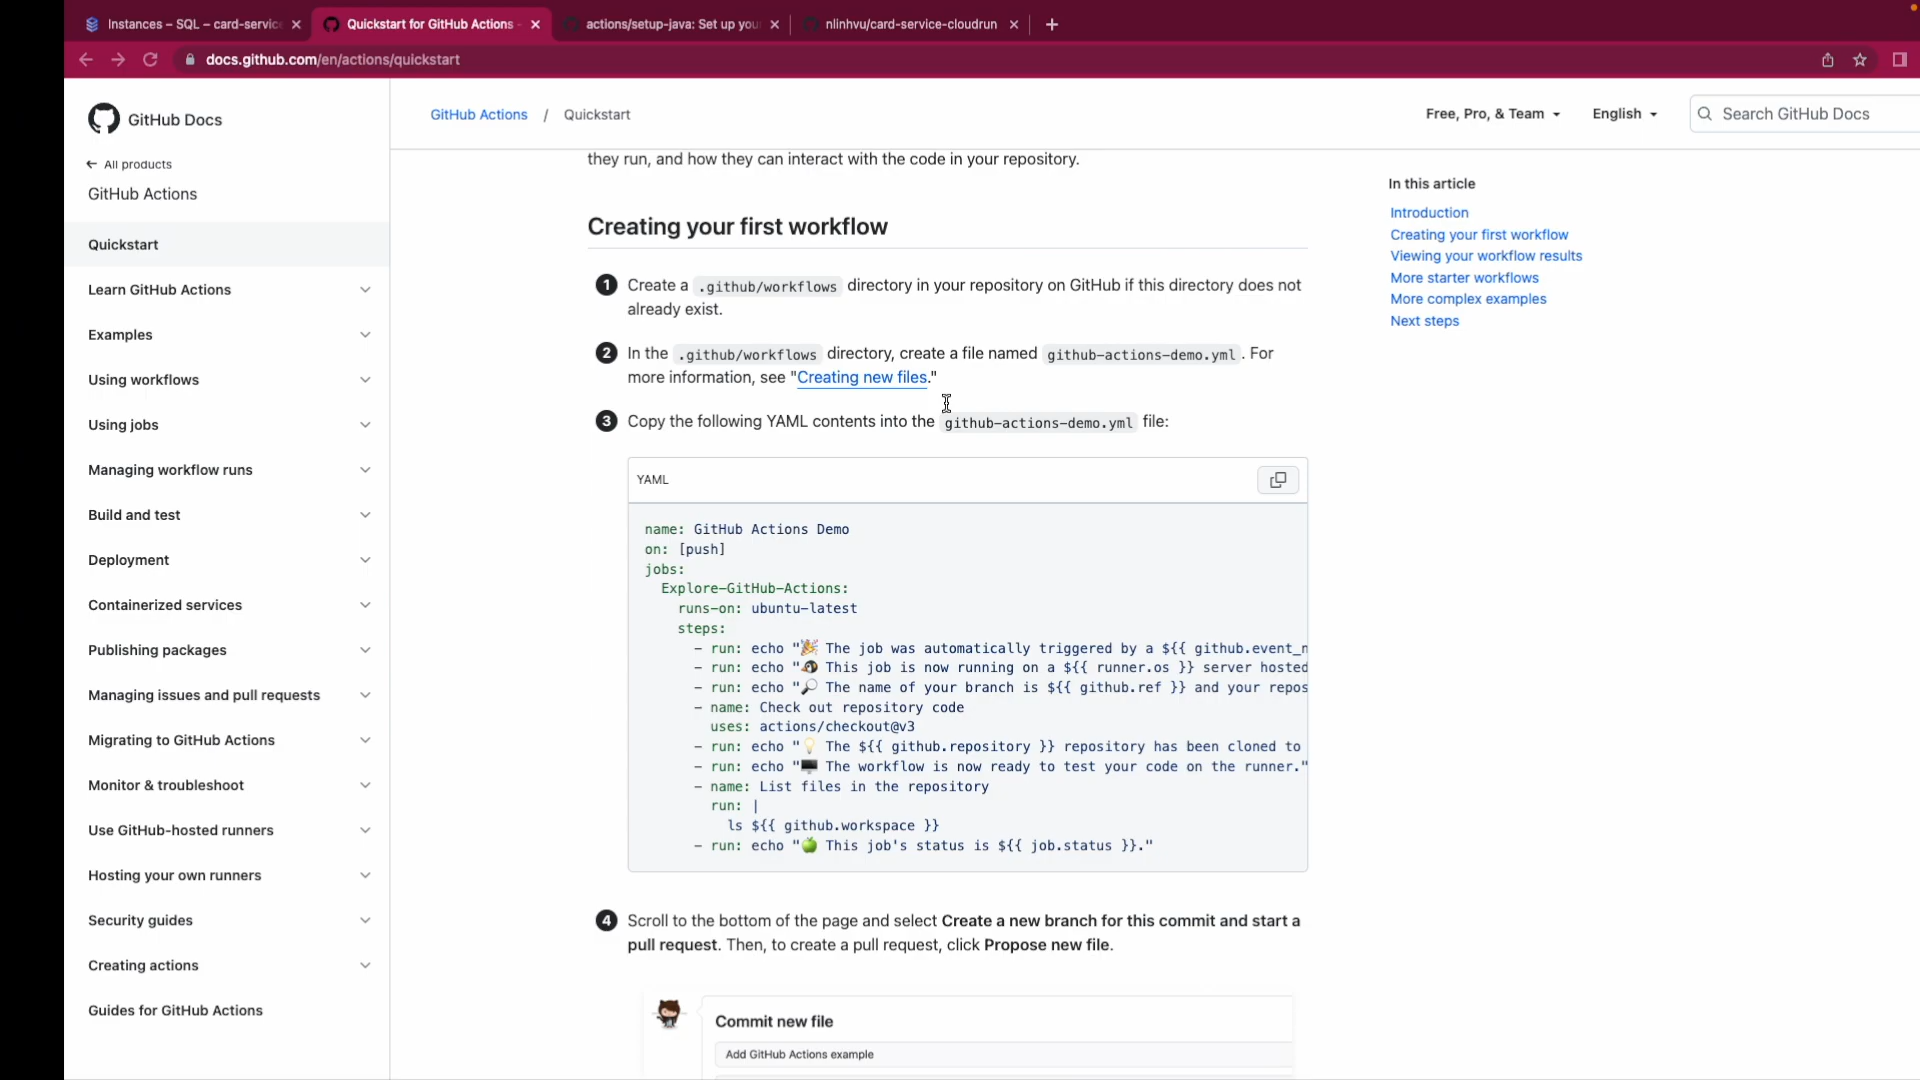 Instances – SQL – card-service
Quickstart for GitHub Actions -
actions/setup-java: Set up you
nlinhvu/card-service-cloudrun
docs.github.com/en/actions/quickstart
GitHub Docs
GitHub Actions / Quickstart
Free, Pro, & Team
English
Search GitHub Docs
All products
GitHub Actions
Quickstart
Learn GitHub Actions
Examples
Using workflows
Using jobs
Managing workflow runs
Build and test
Deployment
Containerized services
Publishing packages
Managing issues and pull requests
Migrating to GitHub Actions
Monitor & troubleshoot
Use GitHub-hosted runners
Hosting your own runners
Security guides
Creating actions
Guides for GitHub Actions
they run, and how they can interact with the code in your repository.
Creating your first workflow
1 Create a .github/workflows directory in your repository on GitHub if this directory does not
already exist.
2 In the .github/workflows directory, create a file named github-actions-demo.yml. For
more information, see "Creating new files."
3 Copy the following YAML contents into the github-actions-demo.yml file:
YAML
name: GitHub Actions Demo
on: [push]
jobs:
  Explore-GitHub-Actions:
    runs-on: ubuntu-latest
    steps:
      - run: echo "🎉 The job was automatically triggered by a ${{ github.event_n
      - run: echo "🐧 This job is now running on a ${{ runner.os }} server hosted
      - run: echo "🔎 The name of your branch is ${{ github.ref }} and your repos
      - name: Check out repository code
        uses: actions/checkout@v3
      - run: echo "💡 The ${{ github.repository }} repository has been cloned to
      - run: echo "🖥️ The workflow is now ready to test your code on the runner."
      - name: List files in the repository
        run: |
          ls ${{ github.workspace }}
      - run: echo "🍏 This job's status is ${{ job.status }}."
4 Scroll to the bottom of the page and select Create a new branch for this commit and start a
pull request. Then, to create a pull request, click Propose new file.
Commit new file
Add GitHub Actions example
In this article
Introduction
Creating your first workflow
Viewing your workflow results
More starter workflows
More complex examples
Next steps